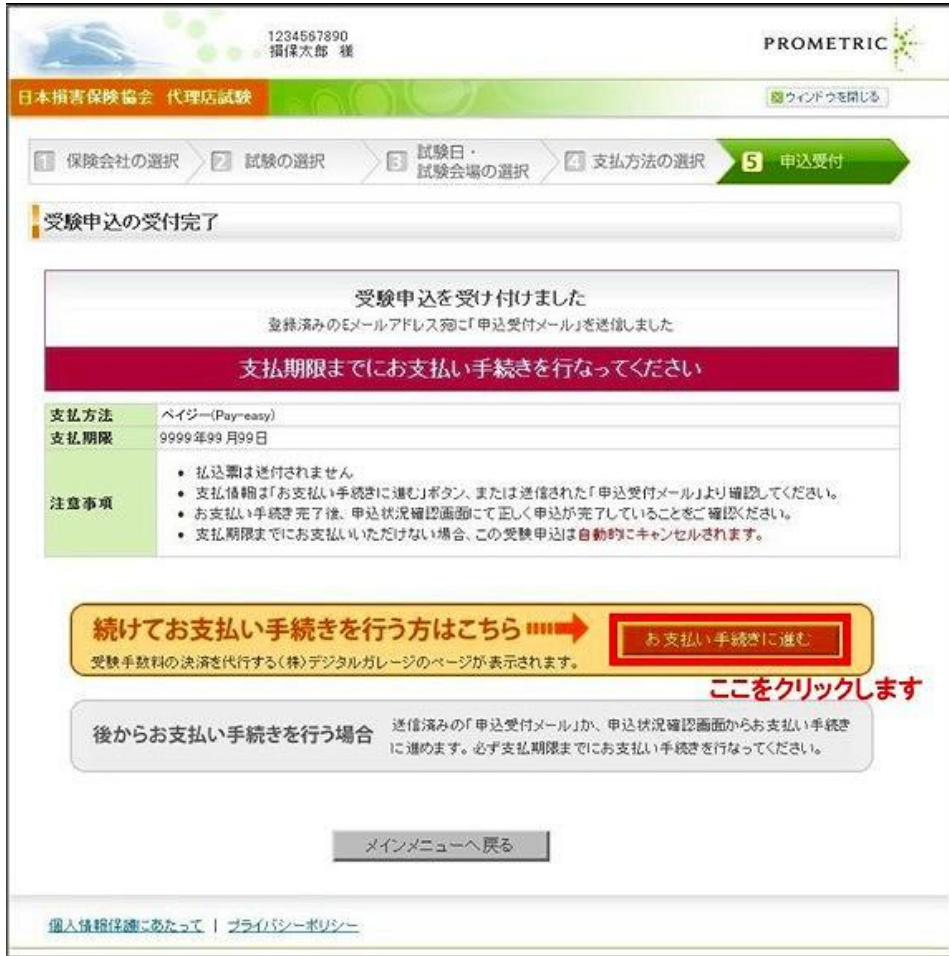 1234567890
損保太郎 様
PROMETRIC
日本損害保険協会 代理店試験
ウィンドウを閉じる
1 保険会社の選択
2 試験の選択
3 試験日・
試験会場の選択
4 支払方法の選択
5 申込受付
受験申込の受付完了
受験申込を受け付けました
登録済みのEメールアドレス宛に「申込受付メール」を送信しました
支払期限までにお支払い手続きを行なってください
支払方法 ペイジー(Pay-easy)
支払期限 9999年99月99日
注意事項
• 払込票は送付されません
• 支払情報は「お支払い手続きに進む」ボタン、または送信された「申込受付メール」より確認してください。
• お支払い手続き完了後、申込状況確認画面にて正しく申込が完了していることをご確認ください。
• 支払期限までにお支払いいただけない場合、この受験申込は自動的にキャンセルされます。
続けてお支払い手続きを行う方はこちら
お支払い手続きに進む
受験手数料の決済を代行する(株)デジタルガレージのページが表示されます。
ここをクリックします
後からお支払い手続きを行う場合
送信済みの「申込受付メール」か、申込状況確認画面からお支払い手続き
に進めます。必ず支払期限までにお支払い手続きを行なってください。
メインメニューへ戻る
個人情報保護にあたって | プライバシーポリシー